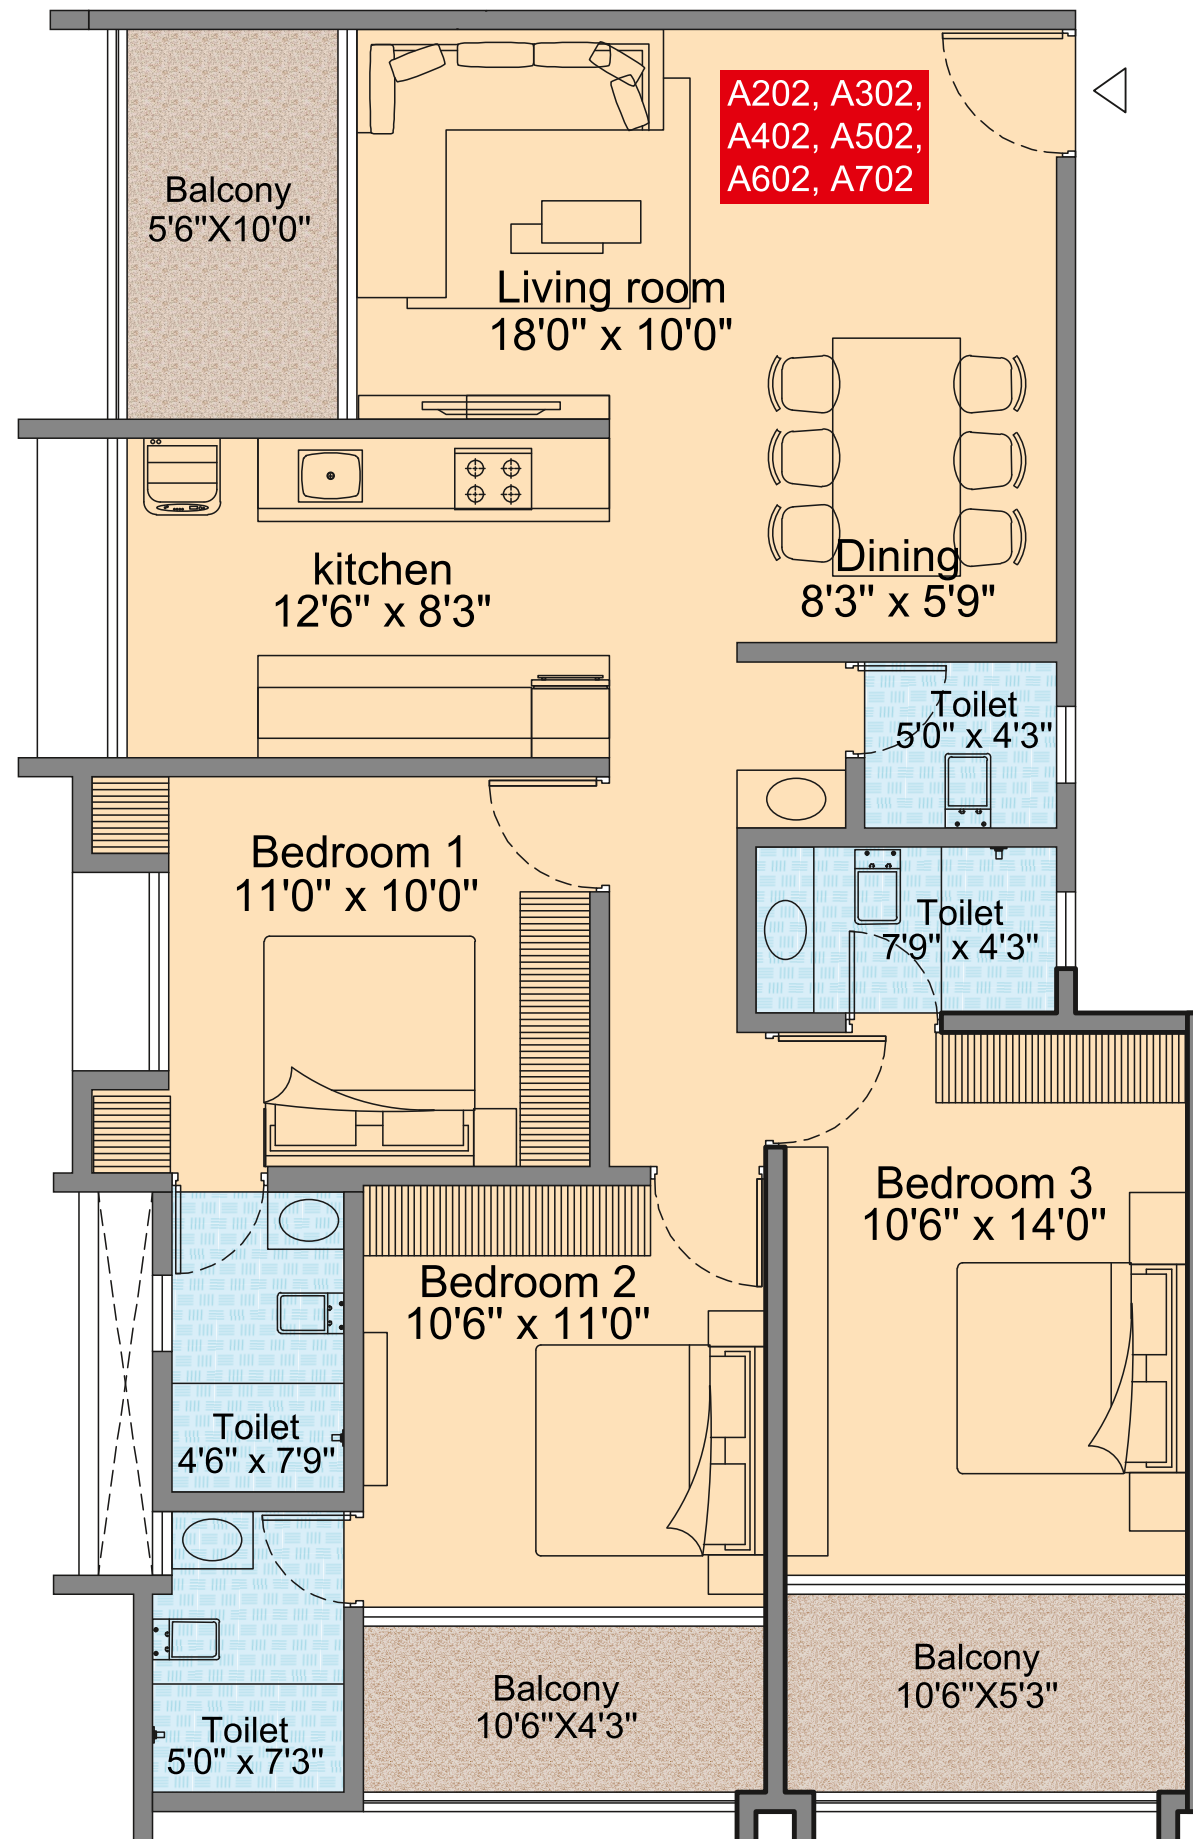 A202, A302,
A402, A502,
A602, A702
Balcony
5'6"X10'0"
Living room
18'0" x 10'0"
kitchen
12'6" x 8'3"
Dining
8'3" x 5'9"
Toilet
5'0" x 4'3"
Bedroom 1
11'0" x 10'0"
Toilet
7'9" x 4'3"
Bedroom 3
10'6" x 14'0"
Bedroom 2
10'6" x 11'0"
Toilet
4'6" x 7'9"
Toilet
5'0" x 7'3"
Balcony
10'6"X4'3"
Balcony
10'6"X5'3"